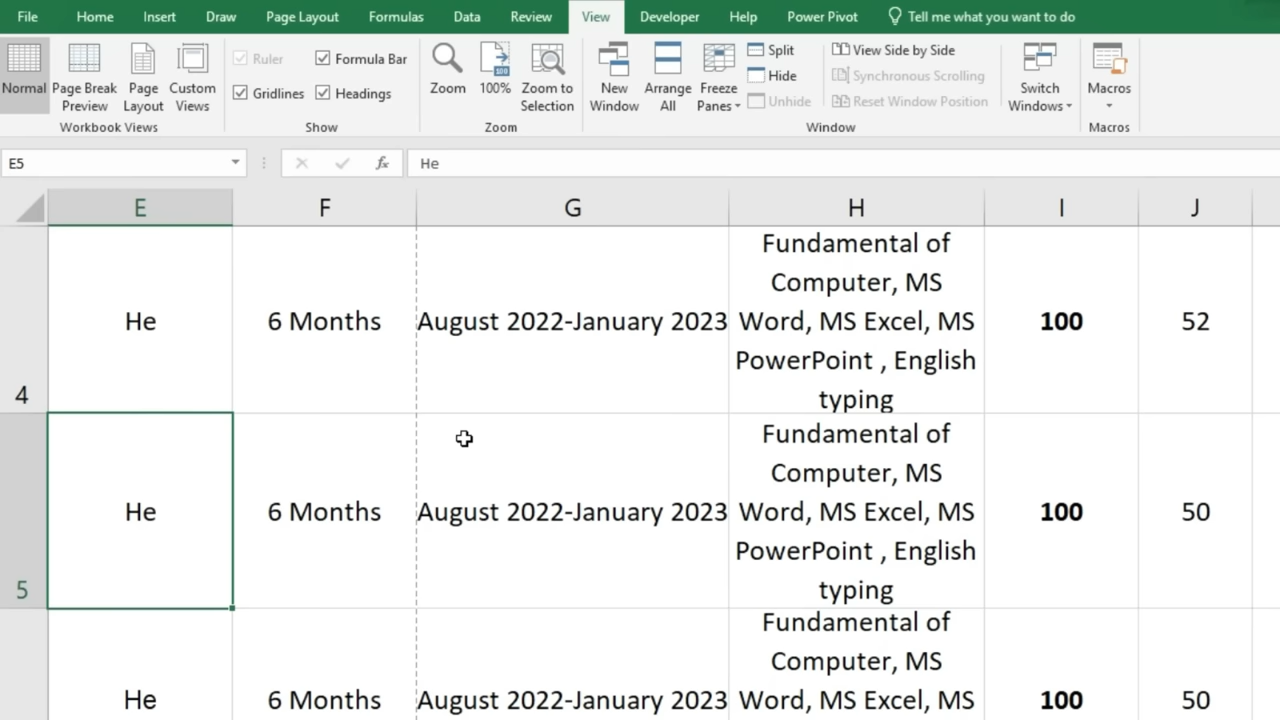 File Home Insert Draw Page Layout Formulas Data Review View Developer Help Power Pivot Tell me what you want to do
Normal
Page Break
Preview
Page
Layout
Custom
Views
Workbook Views
Ruler
Formula Bar
Gridlines
Headings
Show
Zoom
100
100%
Zoom to
Selection
Zoom
New
Window
Arrange
All
Freeze
Panes
Split
Hide
Unhide
View Side by Side
Synchronous Scrolling
Reset Window Position
Window
Switch
Windows
Macros
Macros
E5
fx
He
E F G H I J
4
He
6 Months
August 2022-January 2023
Fundamental of
Computer, MS
Word, MS Excel, MS
PowerPoint , English
typing
100
52
5
He
6 Months
August 2022-January 2023
Fundamental of
Computer, MS
Word, MS Excel, MS
PowerPoint , English
typing
100
50
He
6 Months
August 2022-January 2023
Fundamental of
Computer, MS
Word, MS Excel, MS
100
50